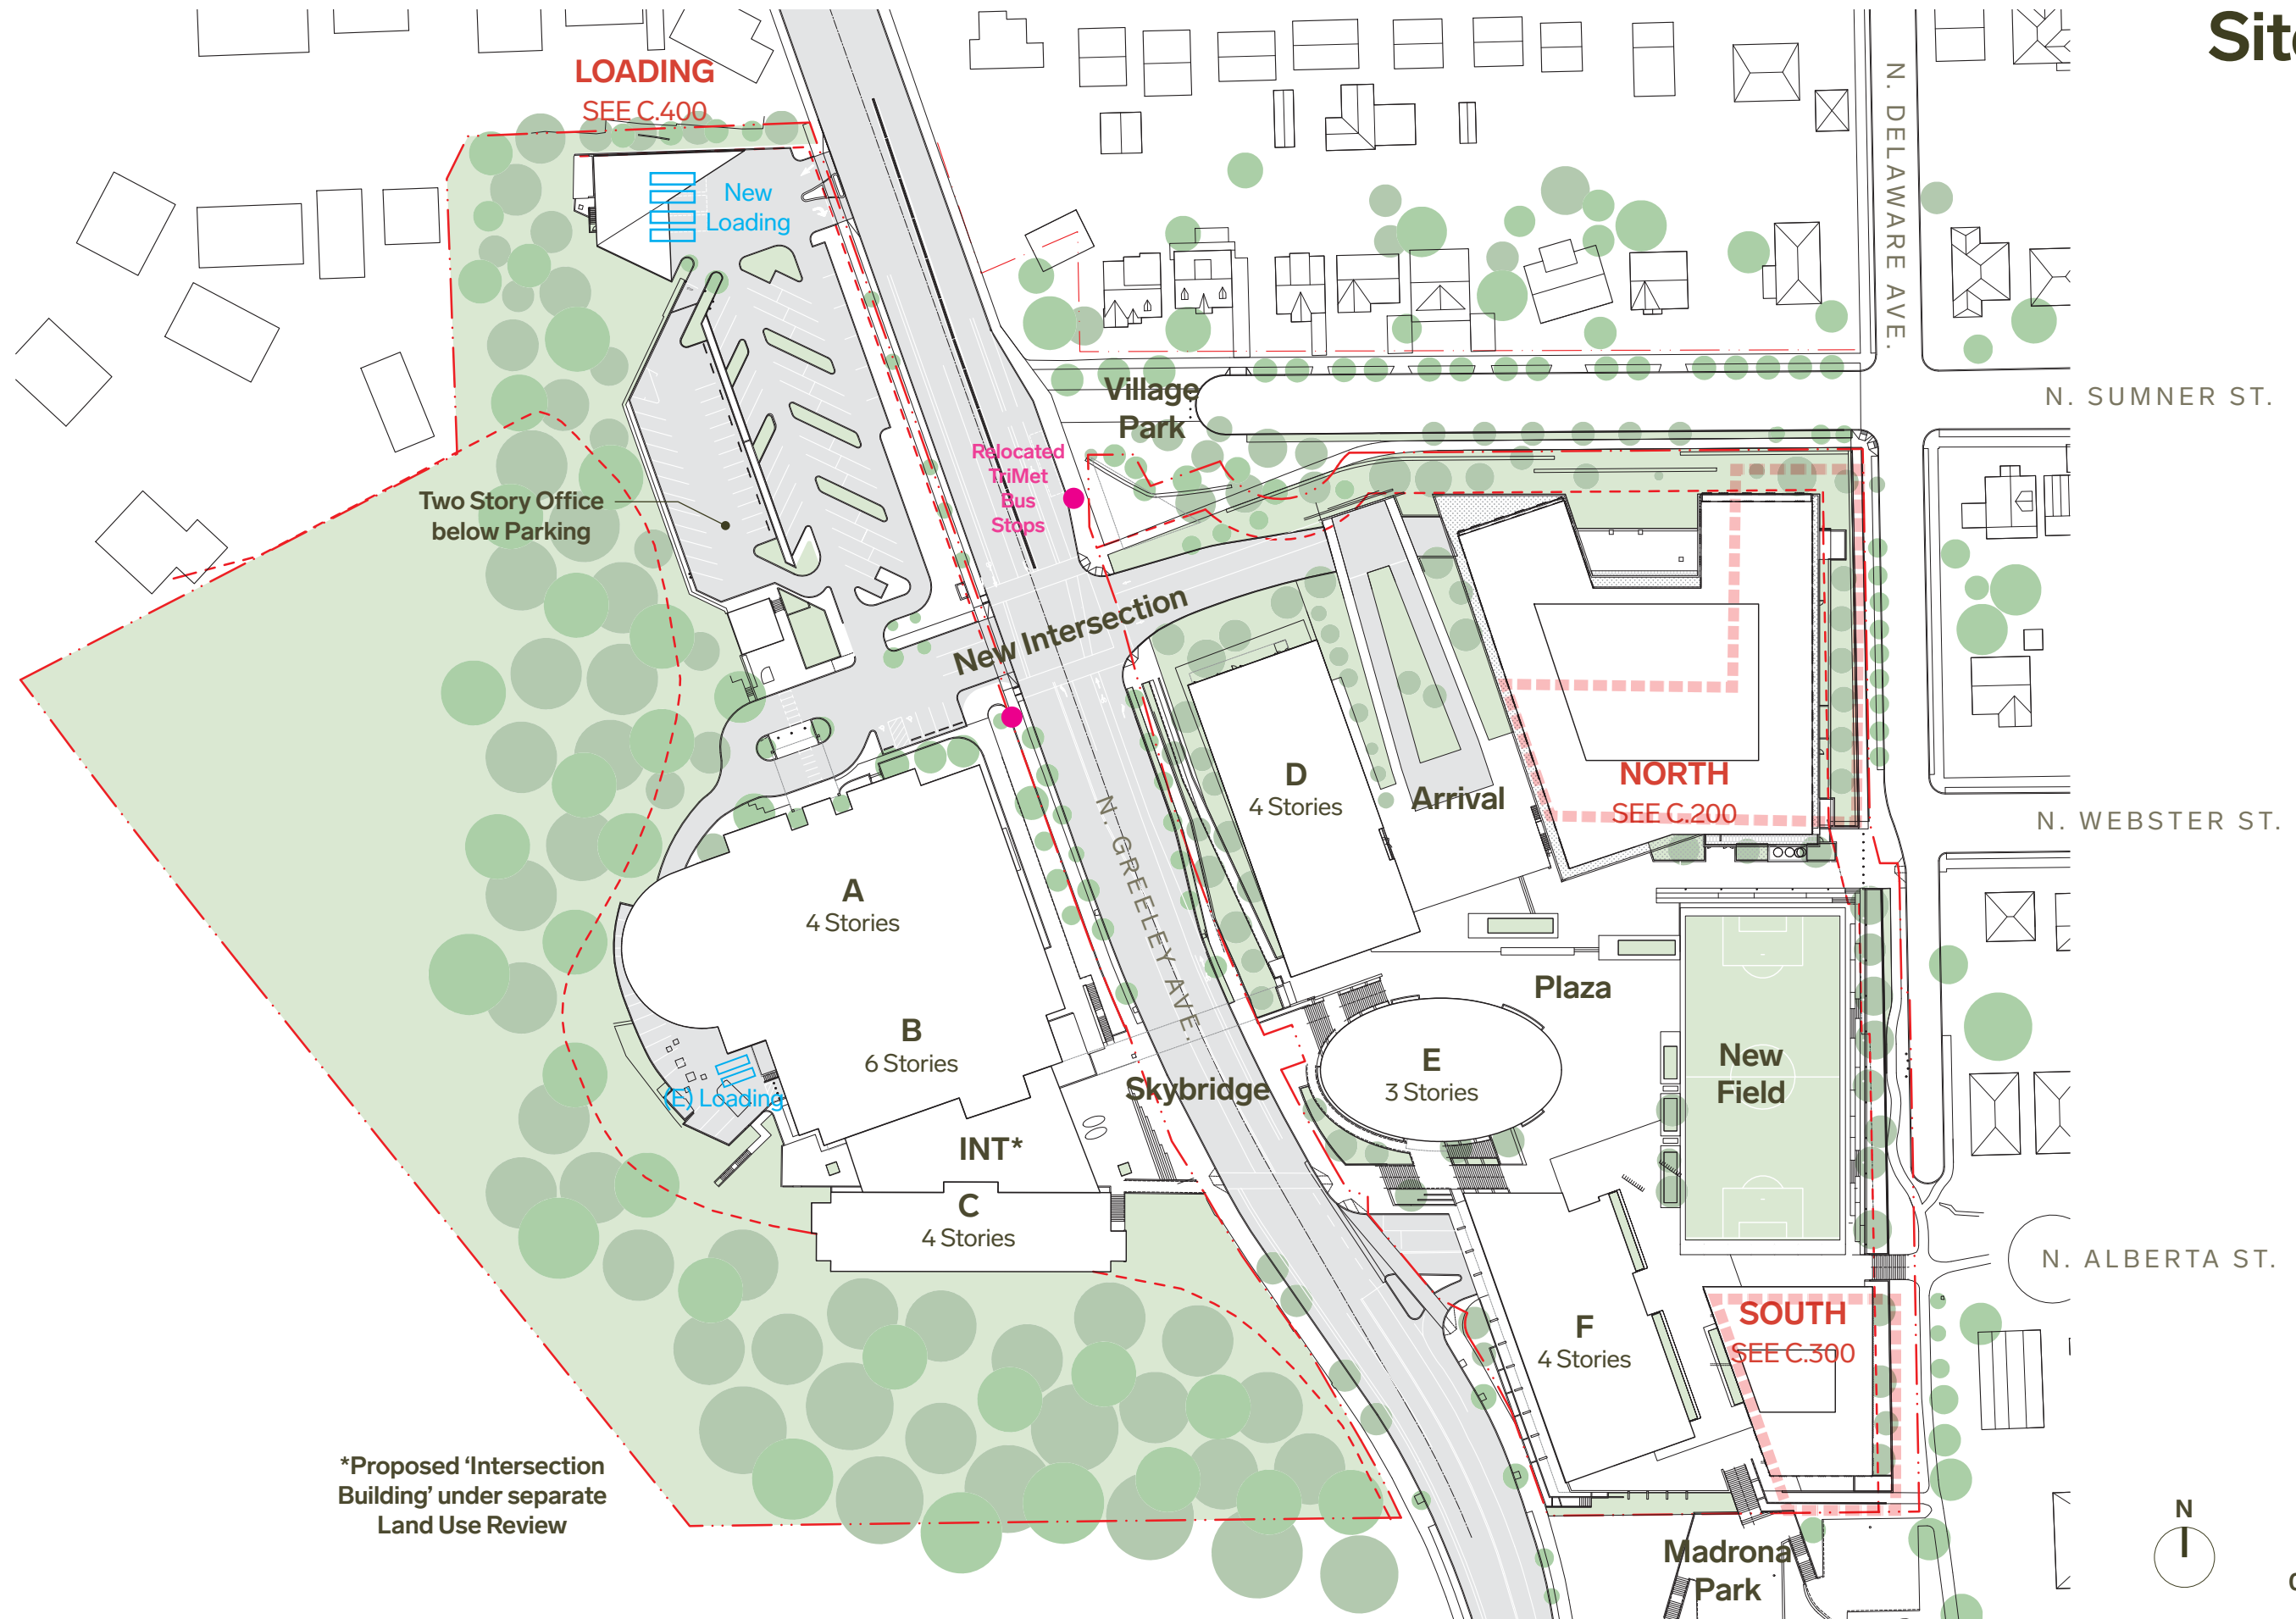 LOADING
SEE C.400
New
Loading
N. DELAWARE AVE.
N. SUMNER ST.
Village
Park
Relocated
TriMet
Bus
Stops
Two Story Office
below Parking
New Intersection
D
4 Stories
Arrival
NORTH
SEE C.200
N. WEBSTER ST.
N. GREELEY AVE.
A
4 Stories
Plaza
B
6 Stories
E
3 Stories
New
Field
Skybridge
(E) Loading
INT*
C
4 Stories
N. ALBERTA ST.
SOUTH
SEE C.300
F
4 Stories
*Proposed ‘Intersection
Building’ under separate
Land Use Review
Madrona
Park
N